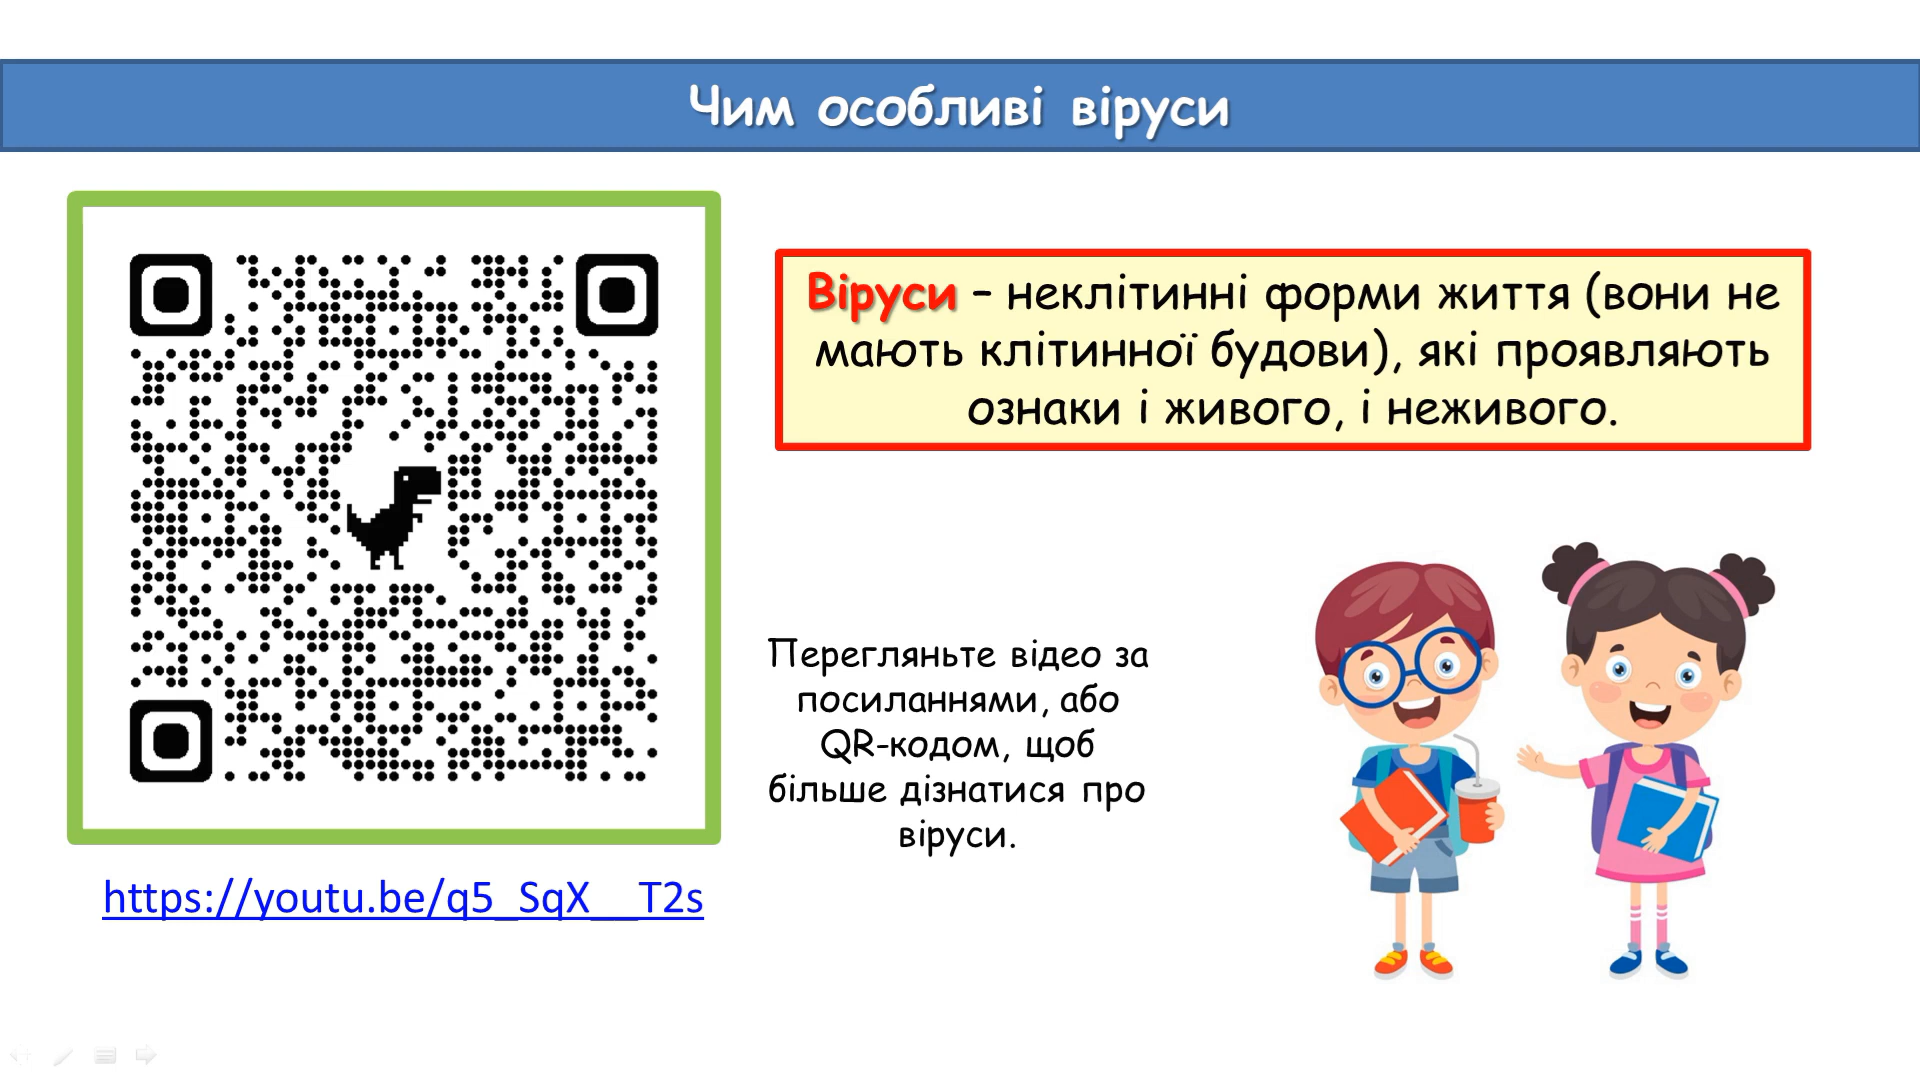 Чим особливі віруси
Віруси – неклітинні форми життя (вони не
мають клітинної будови), які проявляють
ознаки і живого, і неживого.
Перегляньте відео за
посиланнями, або
QR-кодом, щоб
більше дізнатися про
віруси.
https://youtu.be/q5_SqX__T2s